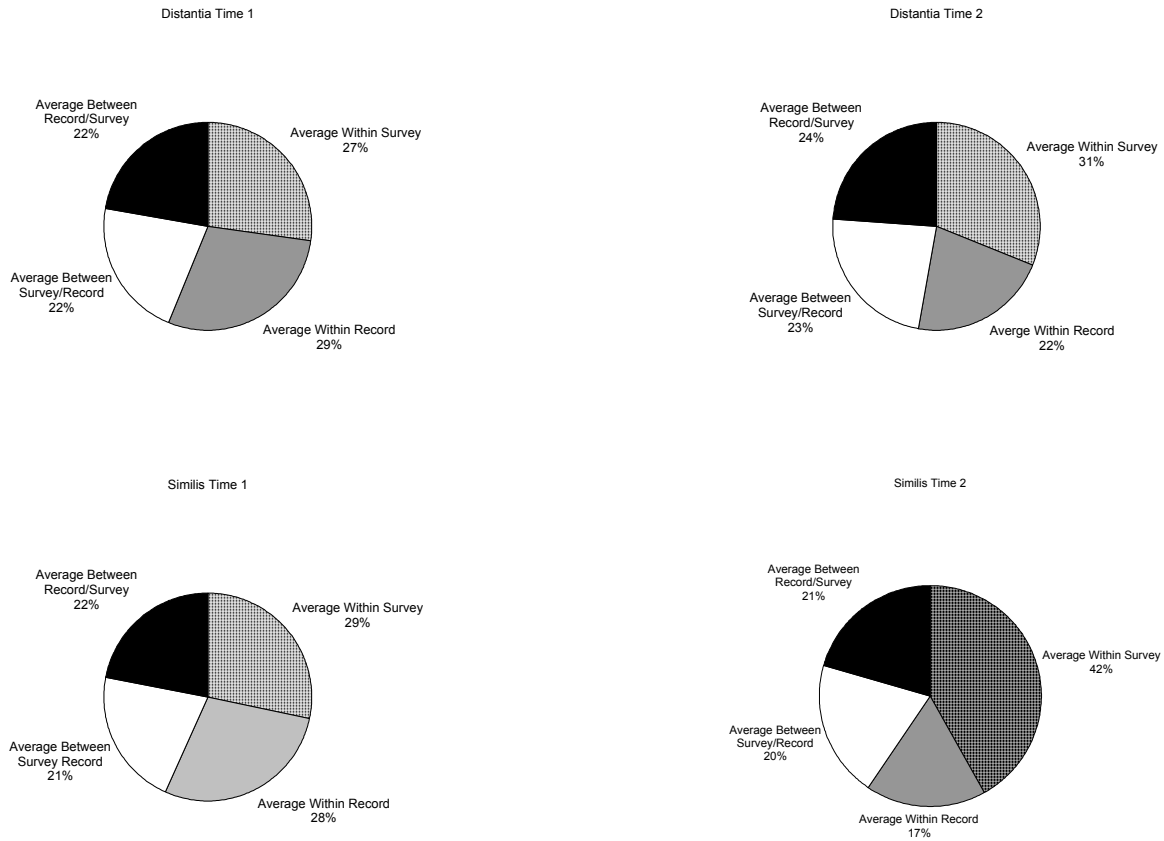 Distantia Time 1
Average Between
Record/Survey
22%
Average Within Survey
27%
Average Between
Survey/Record
22%
Average Within Record
29%
Distantia Time 2
Average Between
Record/Survey
24%
Average Within Survey
31%
Average Between
Survey/Record
23%
Averge Within Record
22%
Similis Time 1
Average Between
Record/Survey
22%
Average Within Survey
29%
Average Between
Survey Record
21%
Average Within Record
28%
Similis Time 2
Average Between
Record/Survey
21%
Average Within Survey
42%
Average Between
Survey/Record
20%
Average Within Record
17%